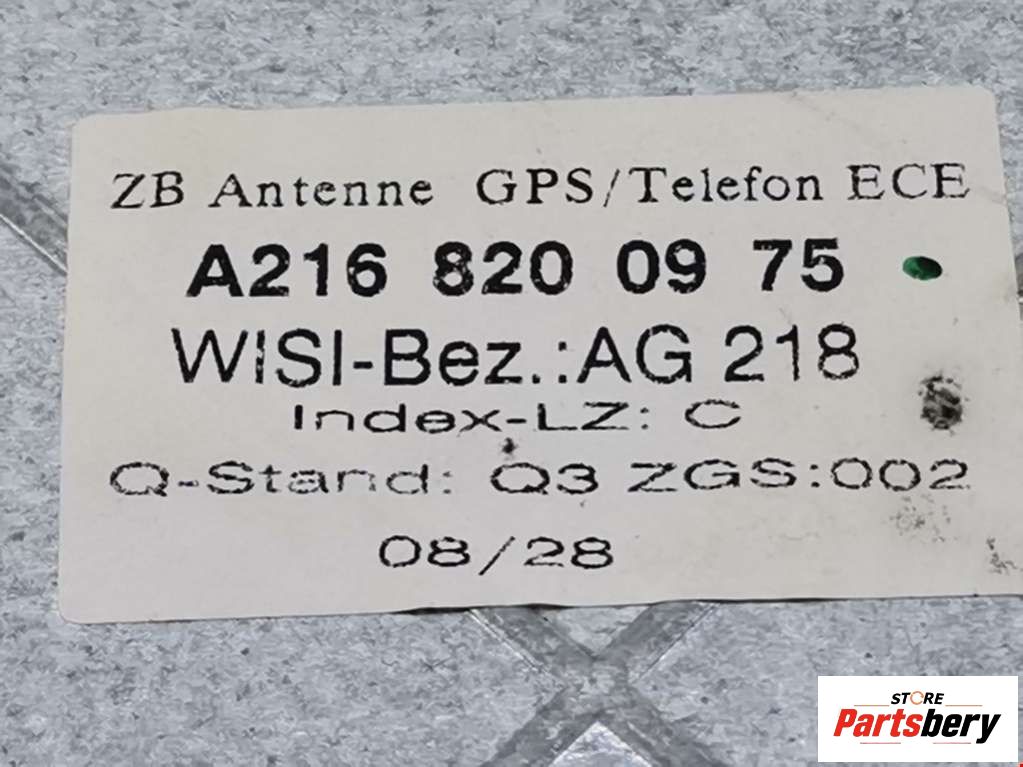 ZB Antenne GPS/Telefon ECE
A216 820 09 75
WISI-Bez.:AG 218
Index-LZ: C
Q-Stand: Q3 ZGS:002
08/28
STORE
Partsbery